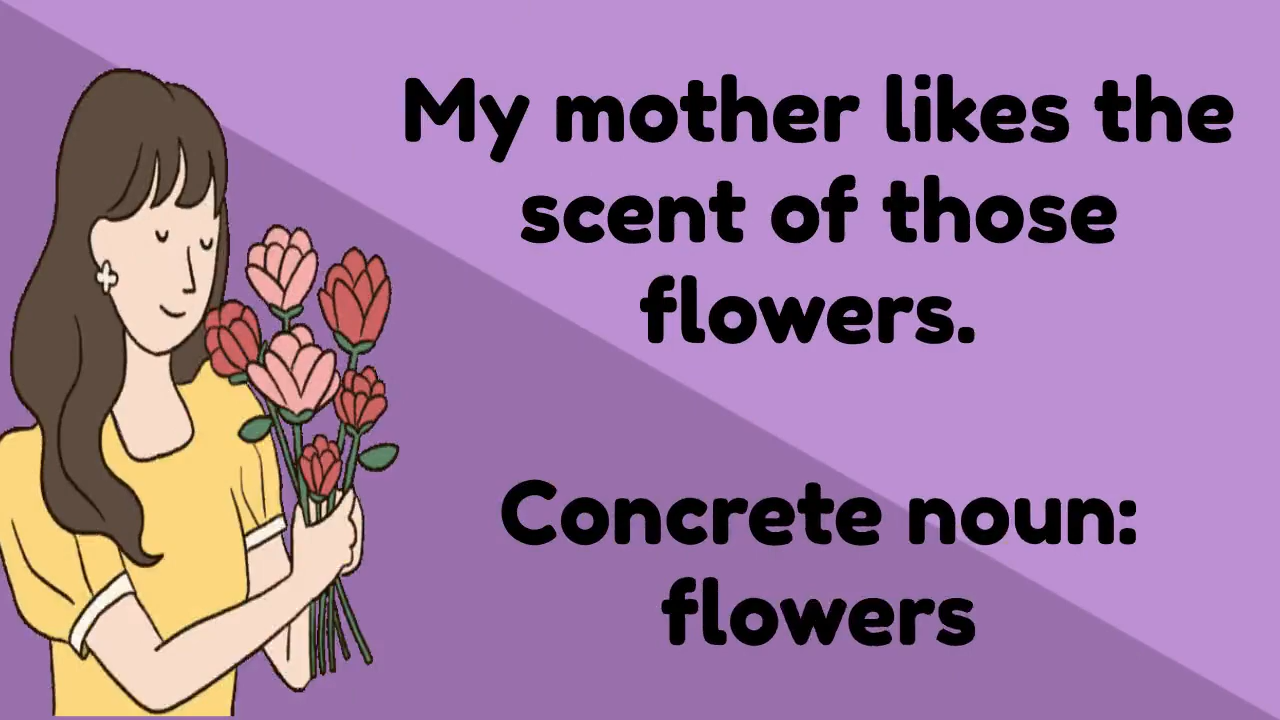 My mother likes the
scent of those
flowers.
Concrete noun:
flowers